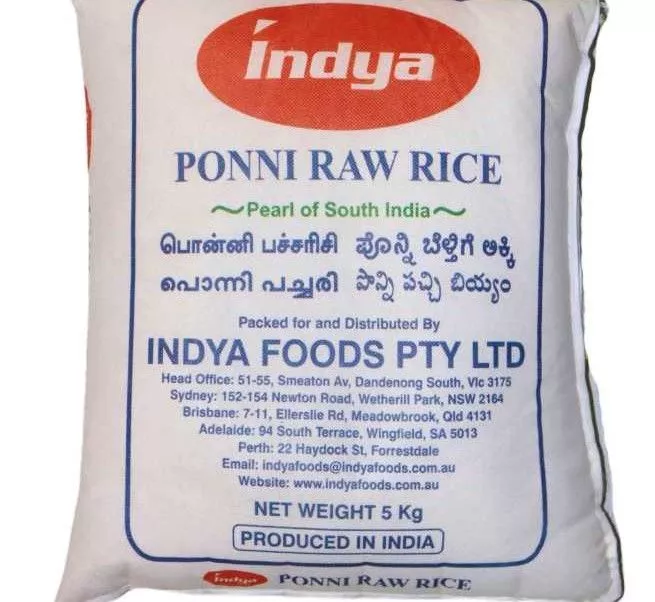 indya
PONNI RAW RICE
~Pearl of South India~
பொன்னி பச்சரிசி ಪೊನ್ನಿ ಬೆಳ್ತಿಗೆ ಅಕ್ಕಿ
പൊന്നി പച്ചരി పొన్ని పచ్చి బియ్యం
Packed for and Distributed By
INDYA FOODS PTY LTD
Head Office: 51-55, Smeaton Av, Dandenong South, Vic 3175
Sydney: 152-154 Newton Road, Wetherill Park, NSW 2164
Brisbane: 7-11, Ellerslie Rd, Meadowbrook, Qld 4131
Adelaide: 94 South Terrace, Wingfield, SA 5013
Perth: 22 Haydock St, Forrestdale
Email: indyafoods@indyafoods.com.au
Website: www.indyafoods.com.au
NET WEIGHT 5 Kg
PRODUCED IN INDIA
indya PONNI RAW RICE